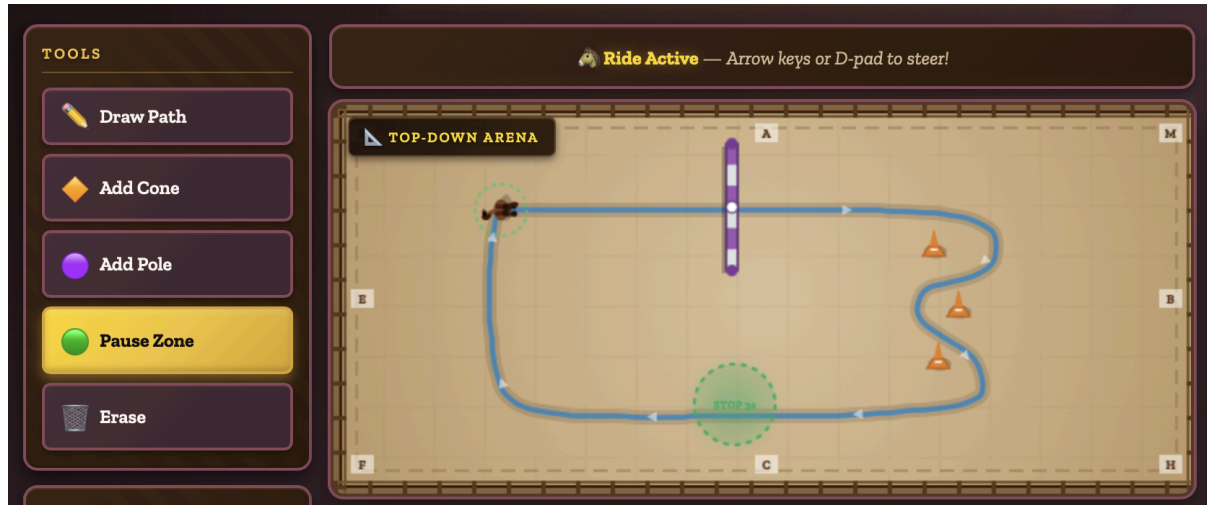 TOOLS
Draw Path
Add Cone
Add Pole
Pause Zone
Erase
Ride Active — Arrow keys or D-pad to steer!
TOP-DOWN ARENA
A
M
E
B
STOP
F
C
H